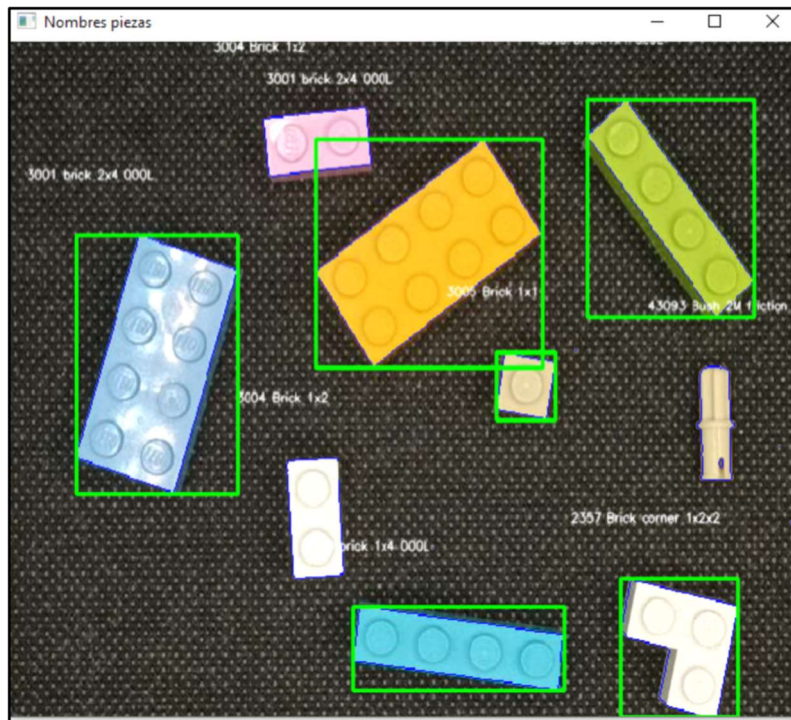 Nombres piezas
3004 Brick 1x2
3001 brick 2x4 000L
3001 brick 2x4 000L
3005 Brick 1x1
43093 Bush 2M friction
3004 Brick 1x2
2357 Brick corner 1x2x2
brick 1x4 000L